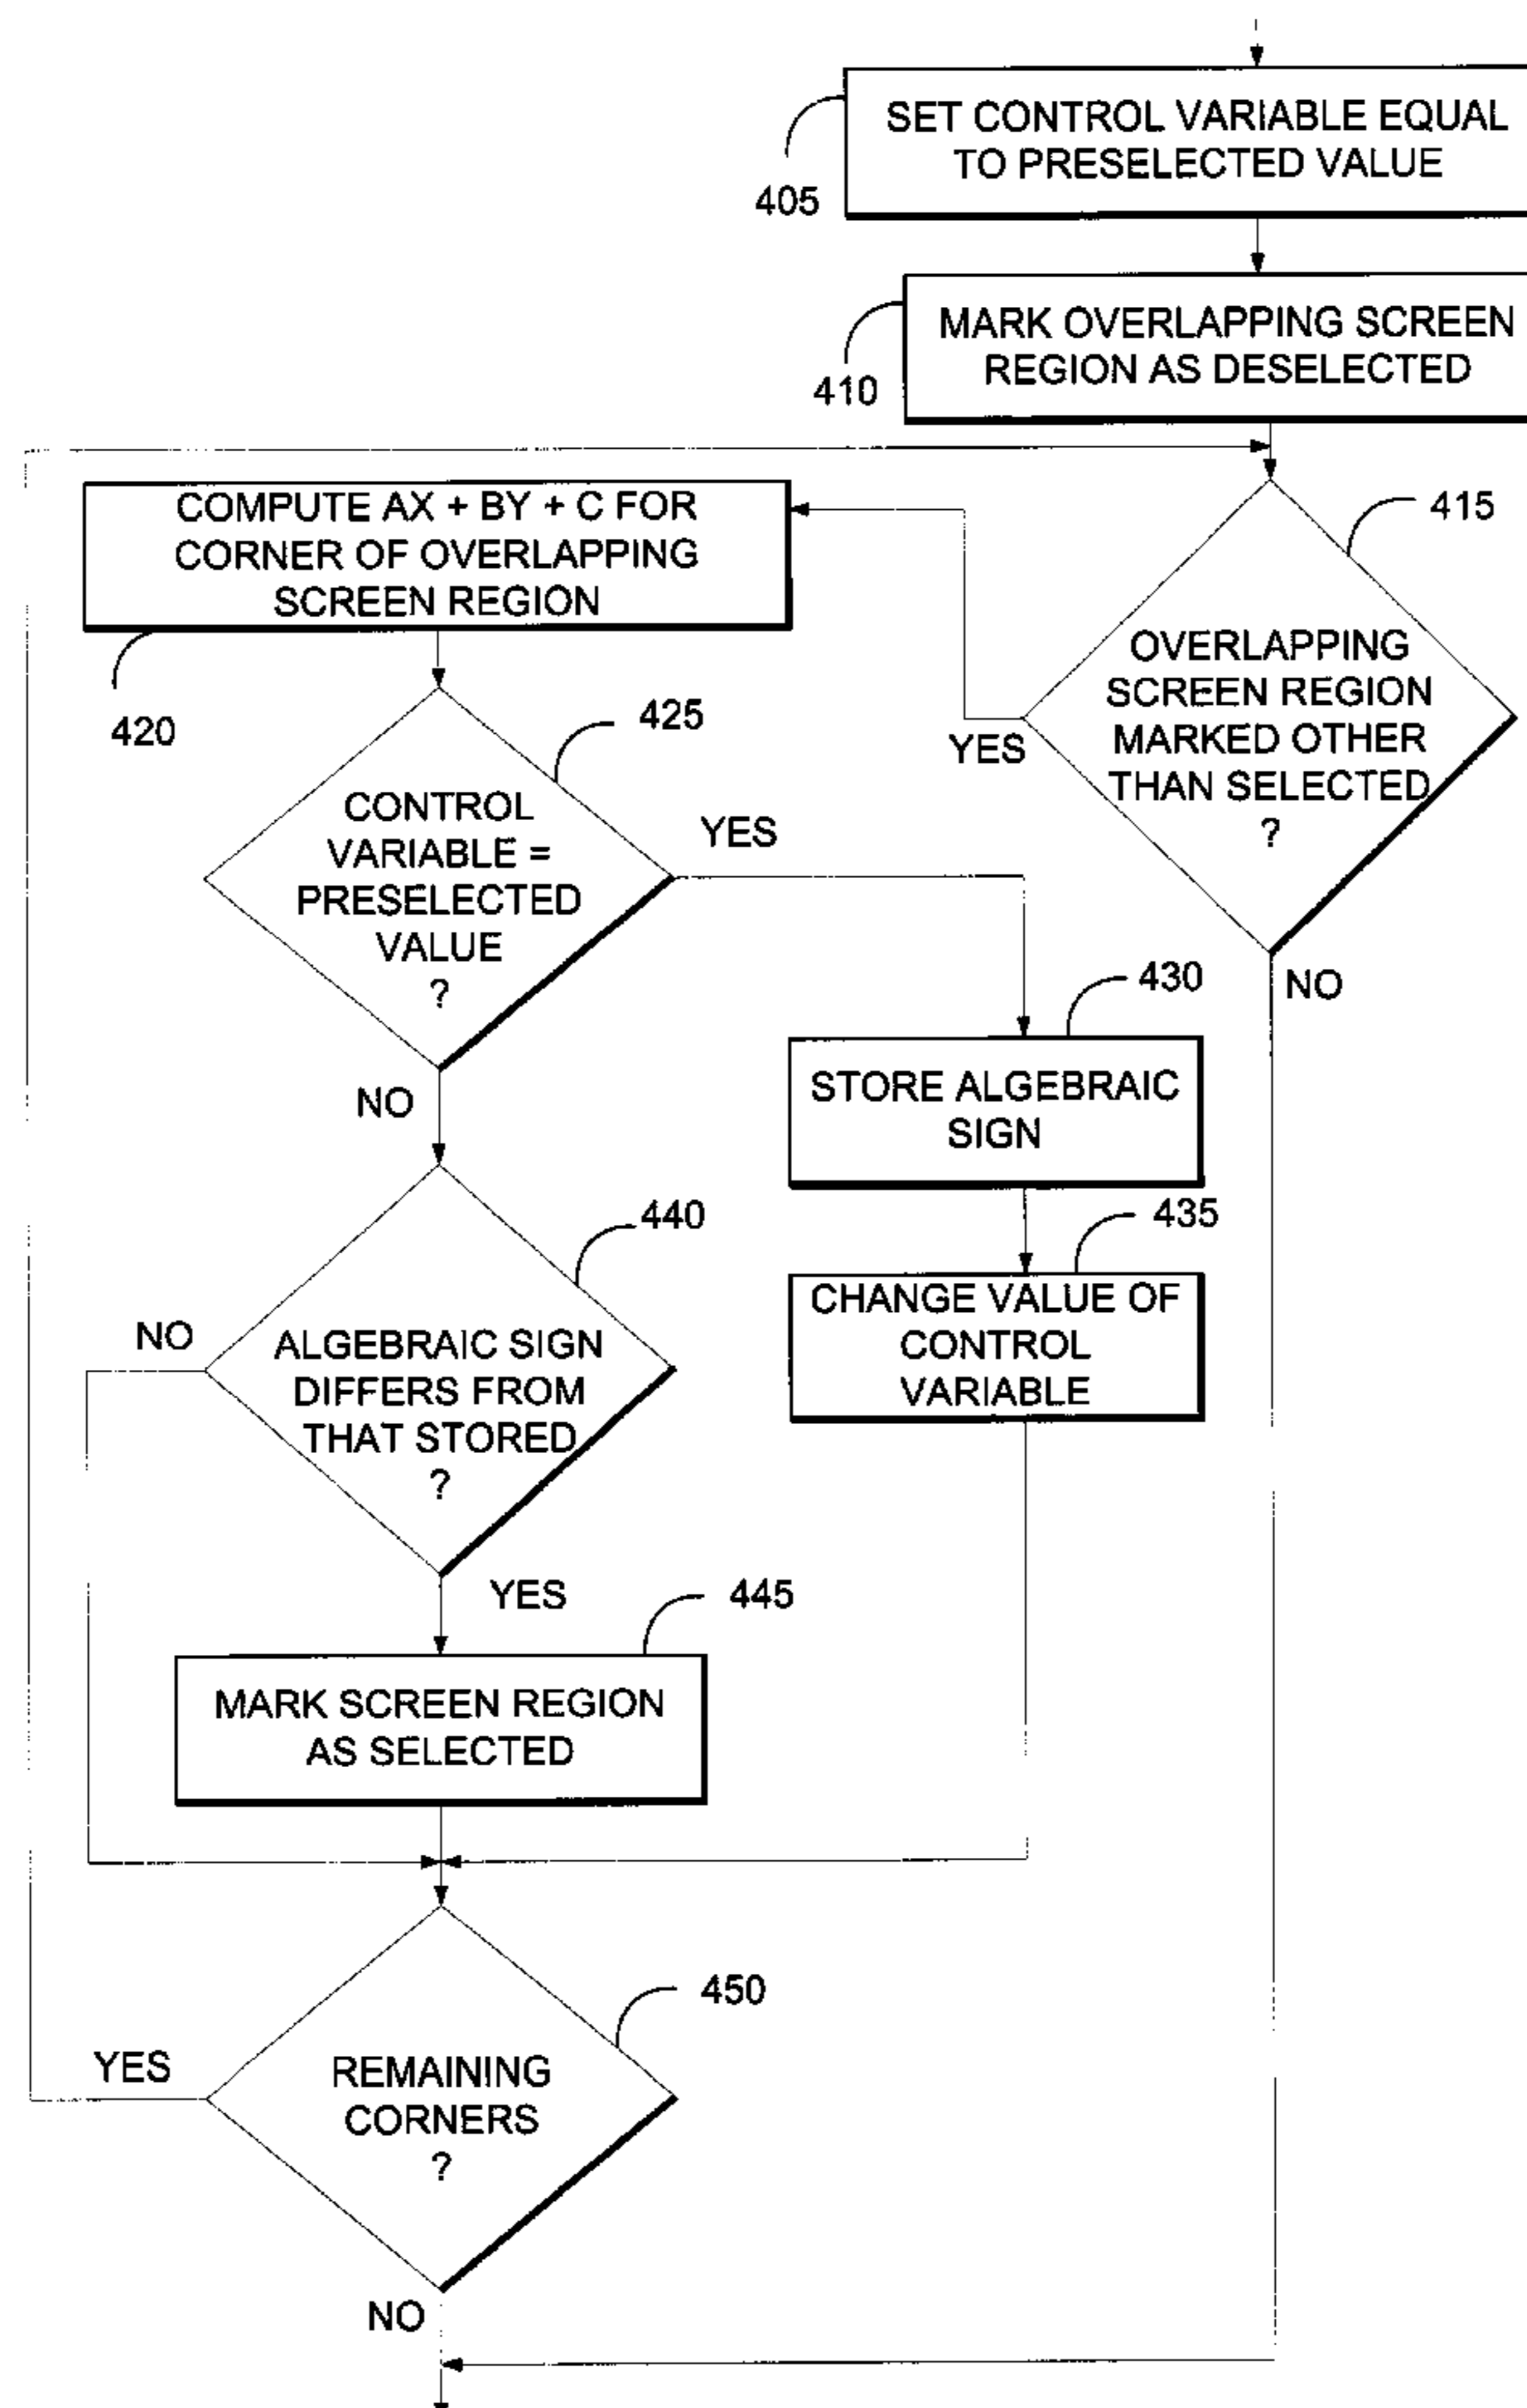 SET CONTROL VARIABLE EQUAL
TO PRESELECTED VALUE
405
MARK OVERLAPPING SCREEN
REGION AS DESELECTED
410
COMPUTE AX + BY + C FOR
CORNER OF OVERLAPPING
SCREEN REGION
420
415
OVERLAPPING
SCREEN REGION
MARKED OTHER
THAN SELECTED
?
YES
NO
425
CONTROL
VARIABLE =
PRESELECTED
VALUE
?
YES
NO
430
STORE ALGEBRAIC
SIGN
435
CHANGE VALUE OF
CONTROL
VARIABLE
440
NO
ALGEBRAIC SIGN
DIFFERS FROM
THAT STORED
?
YES
445
MARK SCREEN REGION
AS SELECTED
450
YES
REMAINING
CORNERS
?
NO